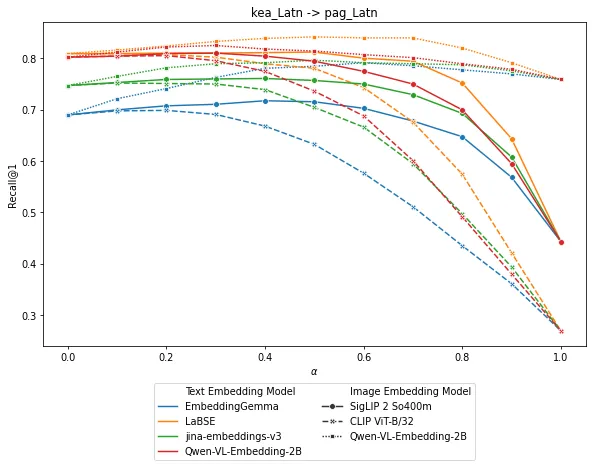 kea_Latn -> pag_Latn
Recall@1
0.8
0.7
0.6
0.5
0.4
0.3
0.0
0.2
0.4
0.6
0.8
1.0
α
Text Embedding Model
EmbeddingGemma
LaBSE
jina-embeddings-v3
Qwen-VL-Embedding-2B
Image Embedding Model
SigLIP 2 So400m
CLIP ViT-B/32
Qwen-VL-Embedding-2B